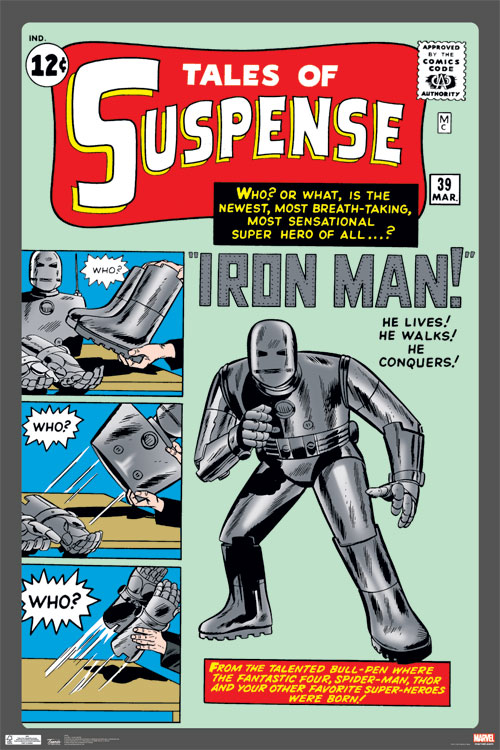 IND.
12¢
TALES OF
SUSPENSE
APPROVED
BY THE
COMICS
CODE
CA
AUTHORITY
M
C
39
MAR.
WHO? OR WHAT, IS THE
NEWEST, MOST BREATH-TAKING,
MOST SENSATIONAL
SUPER HERO OF ALL...?
"IRON MAN!"
HE LIVES!
HE WALKS!
HE
CONQUERS!
WHO?
WHO?
WHO?
FROM THE TALENTED BULL-PEN WHERE
THE FANTASTIC FOUR, SPIDER-MAN, THOR
AND YOUR OTHER FAVORITE SUPER-HEROES
WERE BORN!
Trends
MARVEL